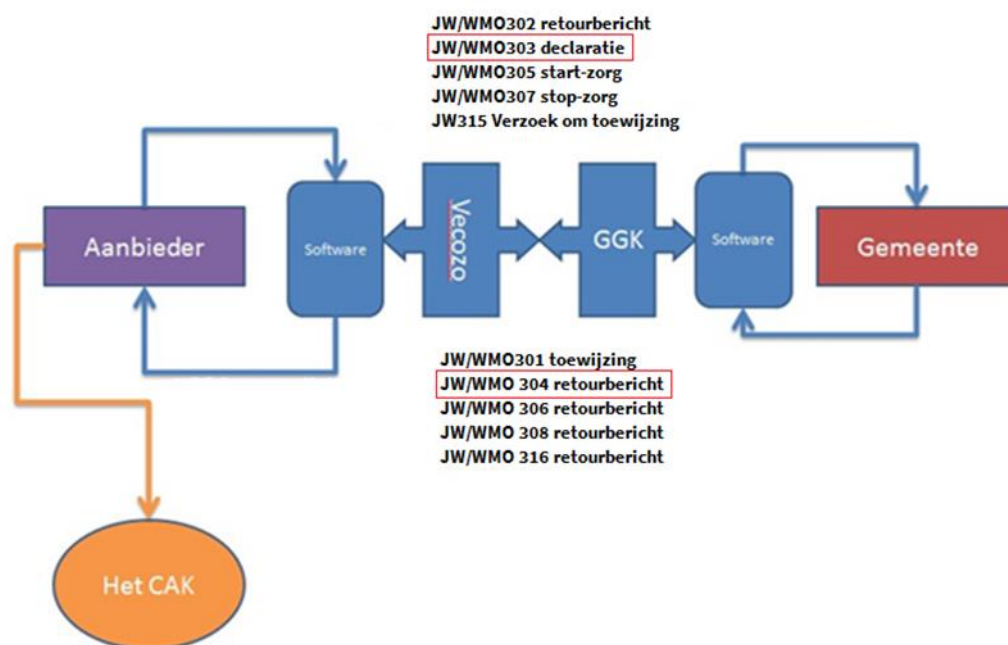 JW/WMO302 retourbericht
JW/WMO303 declaratie
JW/WMO305 start-zorg
JW/WMO307 stop-zorg
JW315 Verzoek om toewijzing
Aanbieder
Software
Vecozo
GGK
Software
Gemeente
JW/WMO301 toewijzing
JW/WMO 304 retourbericht
JW/WMO 306 retourbericht
JW/WMO 308 retourbericht
JW/WMO 316 retourbericht
Het CAK